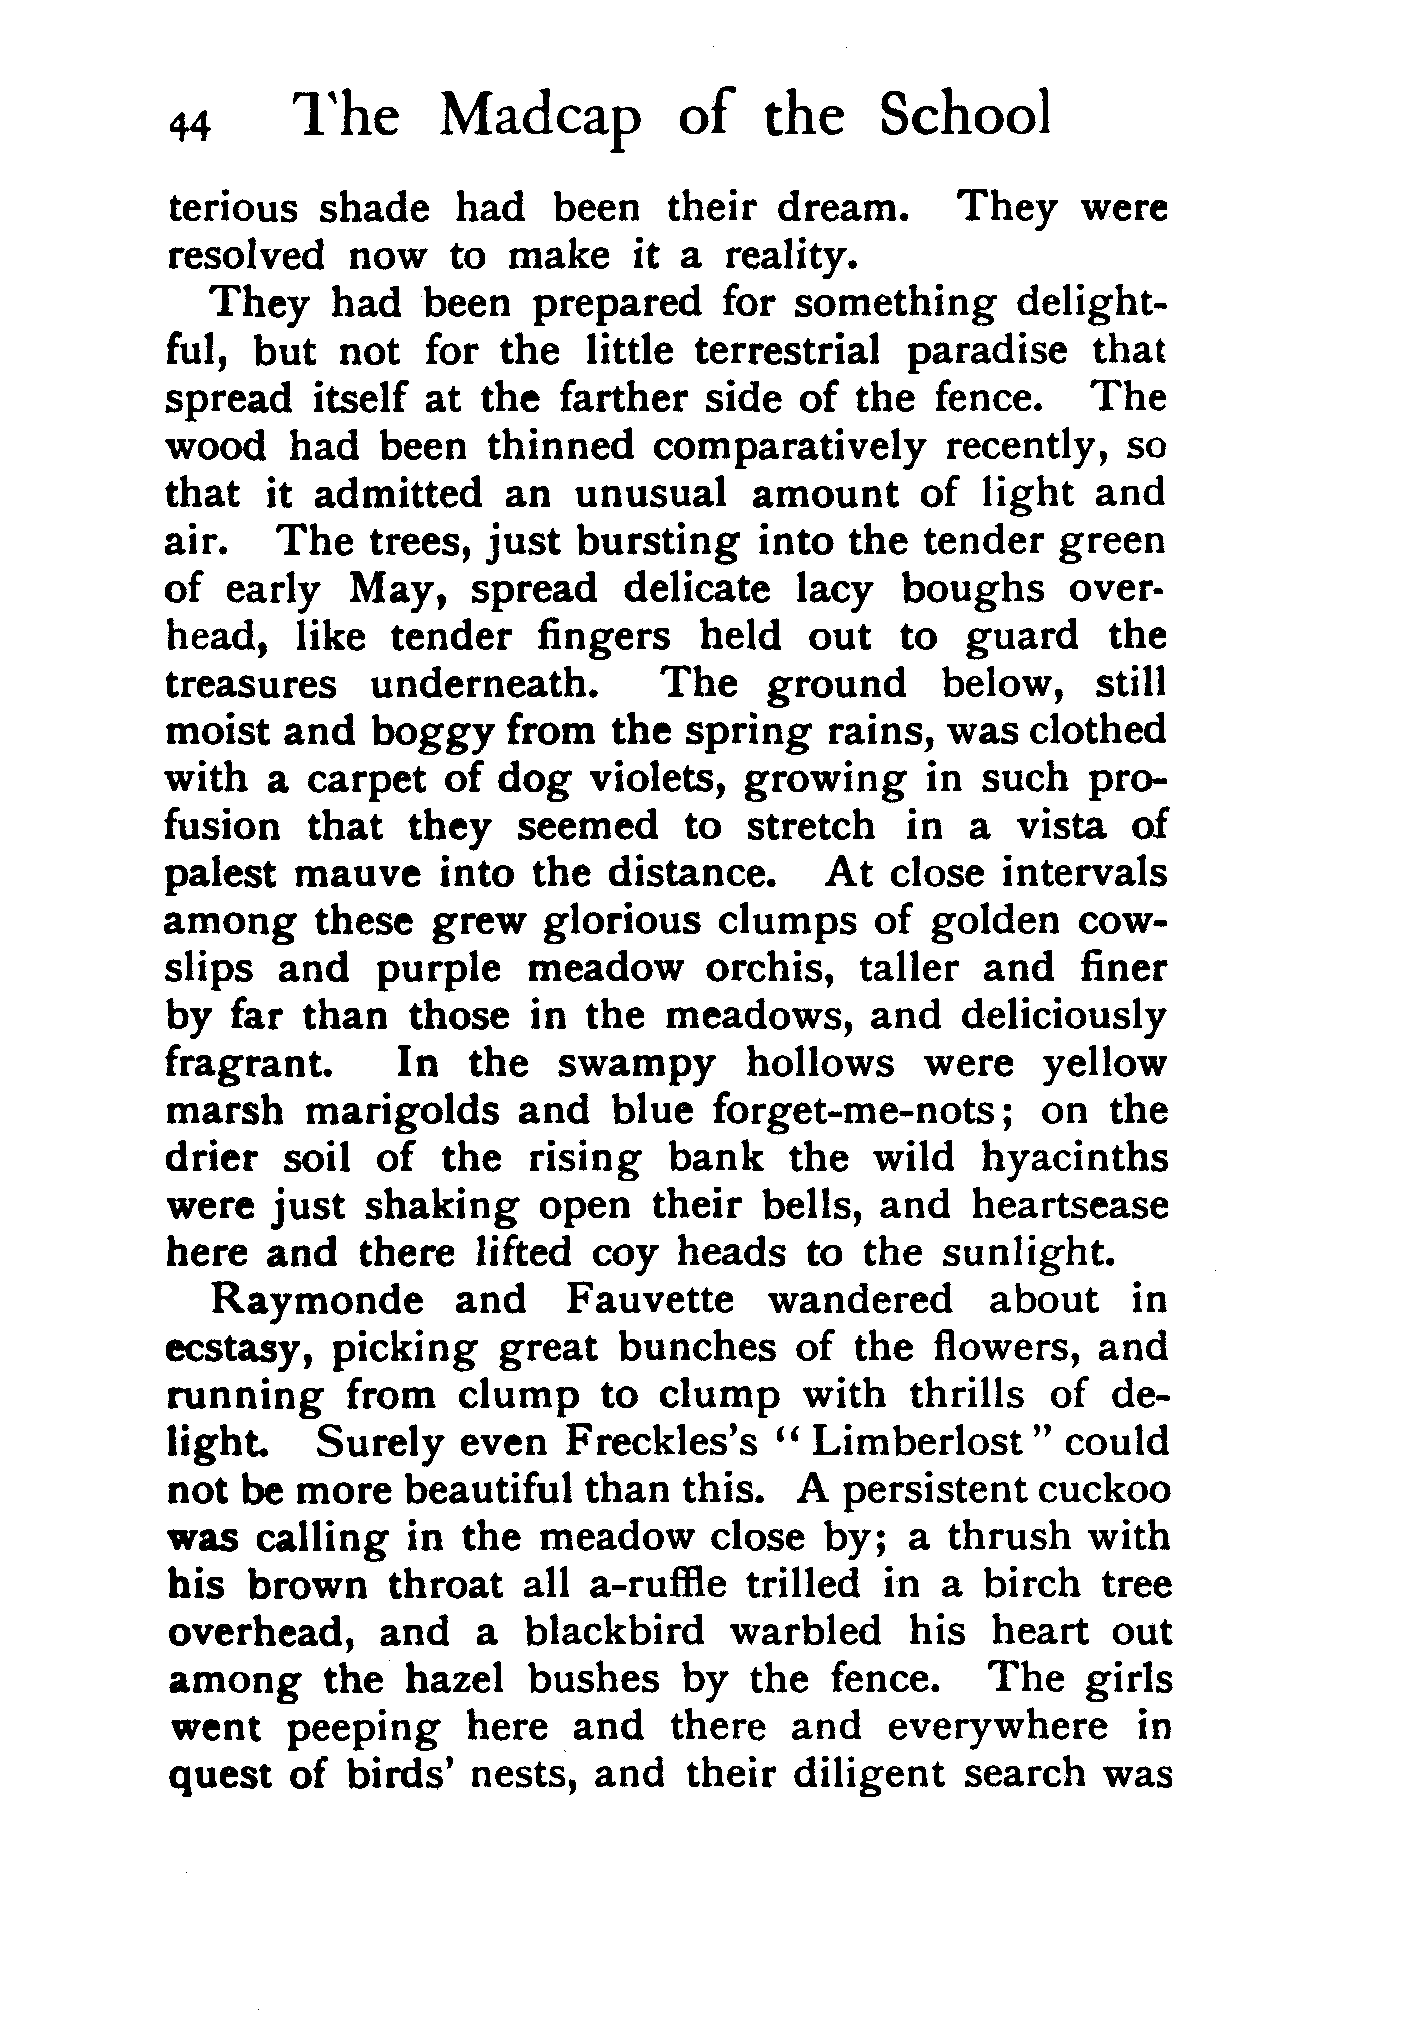 44 The Madcap of the School
terious shade had been their dream. They were
resolved now to make it a reality.
They had been prepared for something delight-
ful, but not for the little terrestrial paradise that
spread itself at the farther side of the fence. The
wood had been thinned comparatively recently, so
that it admitted an unusual amount of light and
air. The trees, just bursting into the tender green
of early May, spread delicate lacy boughs over-
head, like tender fingers held out to guard the
treasures underneath. The ground below, still
moist and boggy from the spring rains, was clothed
with a carpet of dog violets, growing in such pro-
fusion that they seemed to stretch in a vista of
palest mauve into the distance. At close intervals
among these grew glorious clumps of golden cow-
slips and purple meadow orchis, taller and finer
by far than those in the meadows, and deliciously
fragrant. In the swampy hollows were yellow
marsh marigolds and blue forget-me-nots; on the
drier soil of the rising bank the wild hyacinths
were just shaking open their bells, and heartsease
here and there lifted coy heads to the sunlight.
Raymonde and Fauvette wandered about in
ecstasy, picking great bunches of the flowers, and
running from clump to clump with thrills of de-
light. Surely even Freckles's "Limberlost" could
not be more beautiful than this. A persistent cuckoo
was calling in the meadow close by; a thrush with
his brown throat all a-ruffle trilled in a birch tree
overhead, and a blackbird warbled his heart out
among the hazel bushes by the fence. The girls
went peeping here and there and everywhere in
quest of birds' nests, and their diligent search was